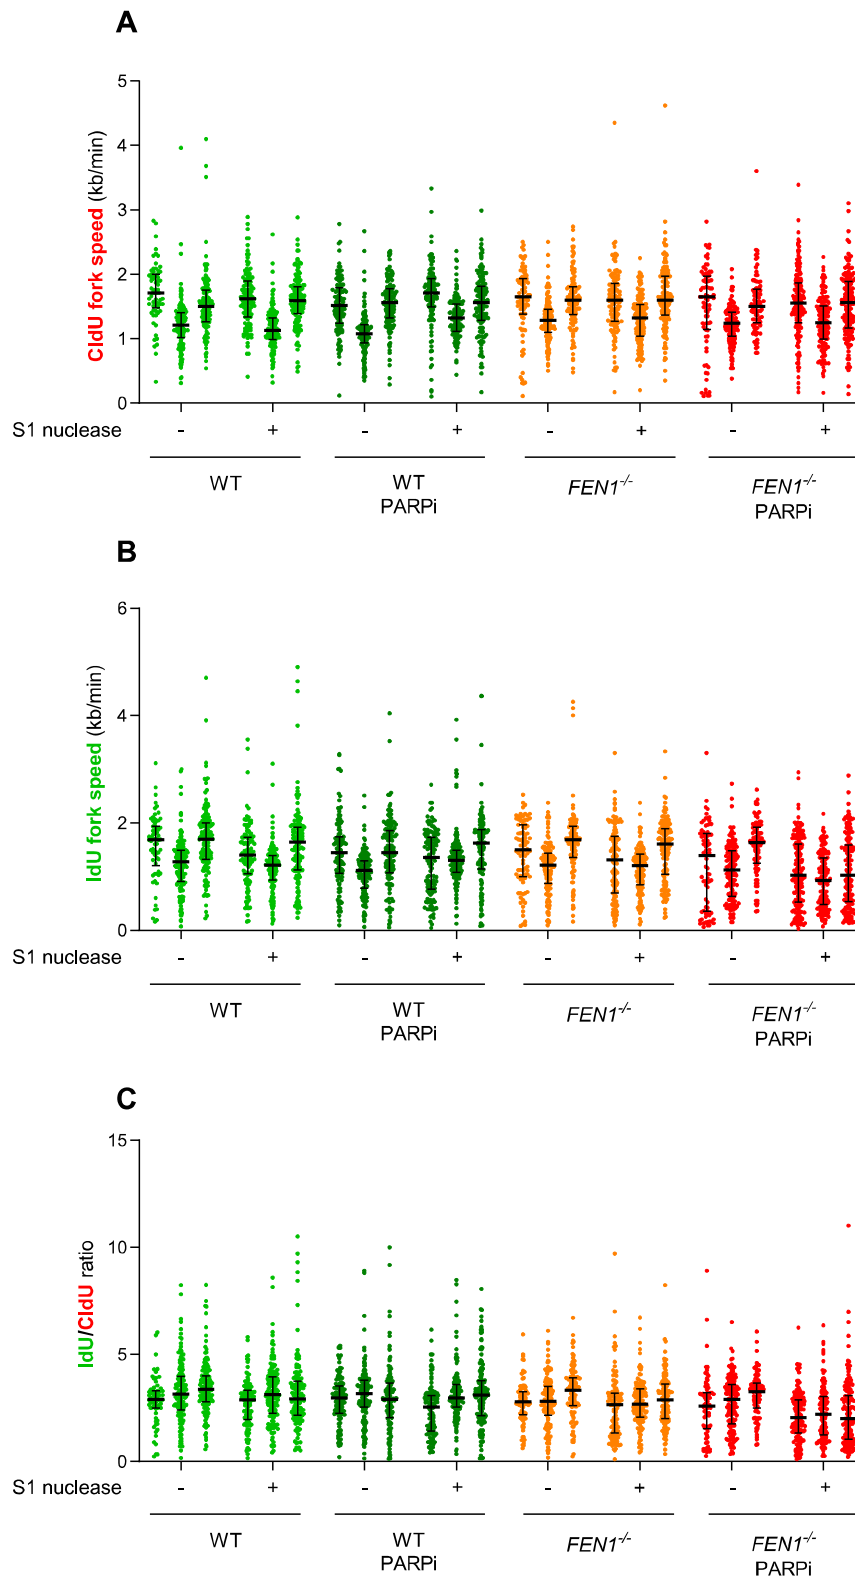 A
5
4
3
2
1
0
CldU fork speed (kb/min)
S1 nuclease - + - + - + - +
WT WT FEN1-/- FEN1-/-
PARPi PARPi
B
6
4
2
0
IdU fork speed (kb/min)
S1 nuclease - + - + - + - +
WT WT FEN1-/- FEN1-/-
PARPi PARPi
C
15
10
5
0
IdU/CldU ratio
S1 nuclease - + - + - + - +
WT WT FEN1-/- FEN1-/-
PARPi PARPi